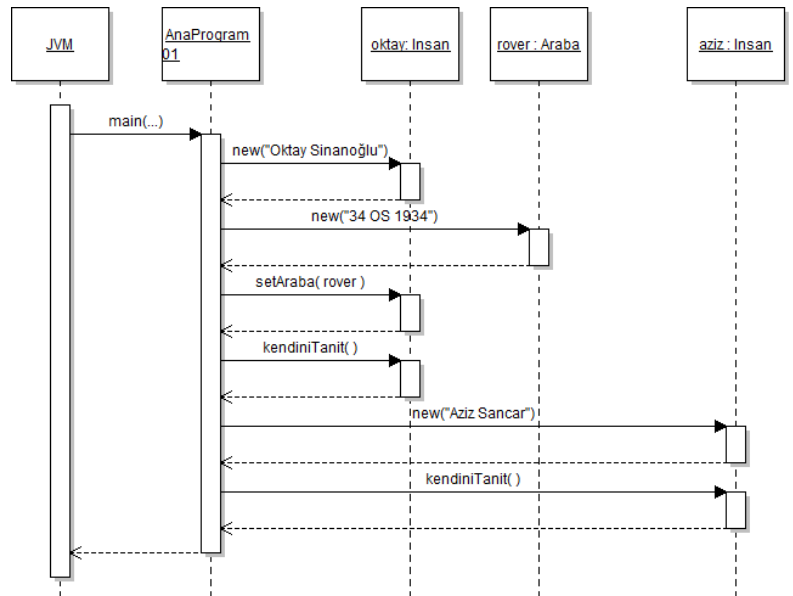 JVM
AnaProgram
01
oktay: Insan
rover : Araba
aziz : Insan
main(...)
new("Oktay Sinanoğlu")
new("34 OS 1934")
setAraba( rover )
kendiniTanit( )
new("Aziz Sancar")
kendiniTanit( )